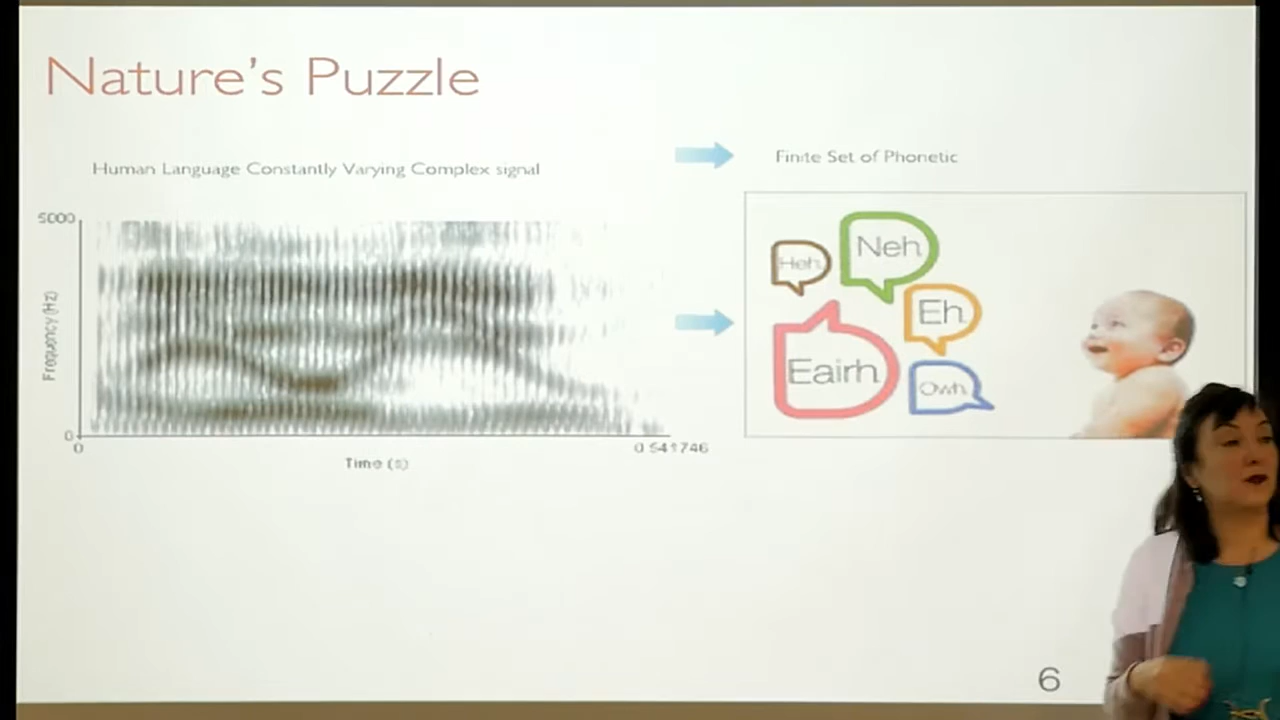 Nature's Puzzle
Human Language Constantly Varying Complex signal
Finite Set of Phonetic
5000
Frequency (Hz)
0
0
0.541746
Time (s)
Heh
Neh
Eh
Eairh
Owh
6